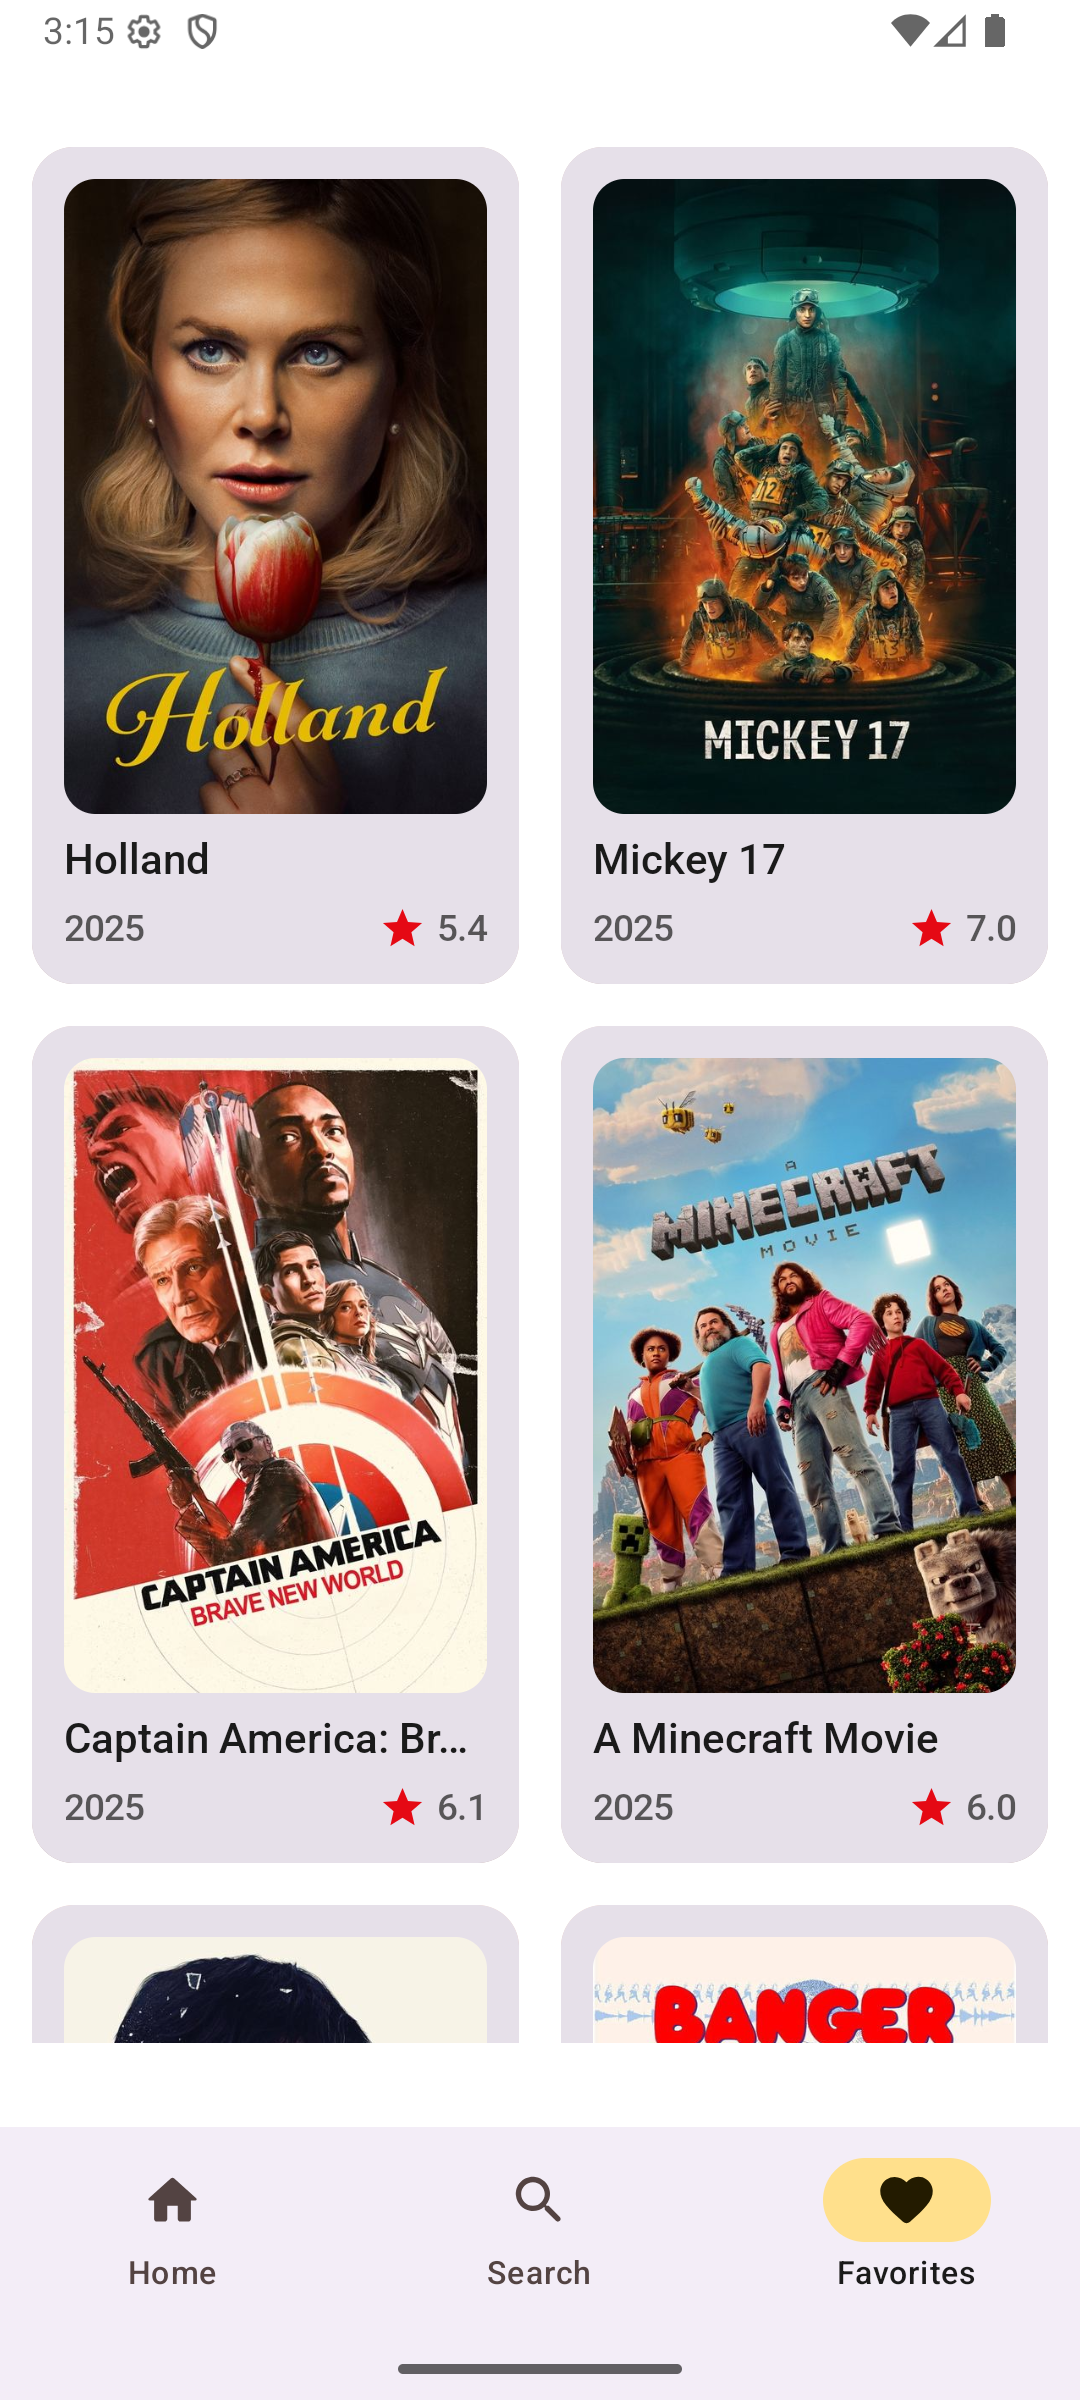 3:15
Holland
MICKEY 17
Holland
Mickey 17
2025
5.4
2025
7.0
CAPTAIN AMERICA
BRAVE NEW WORLD
A
MINECRAFT
MOVIE
Captain America: Br...
A Minecraft Movie
2025
6.1
2025
6.0
BANGER
Home
Search
Favorites